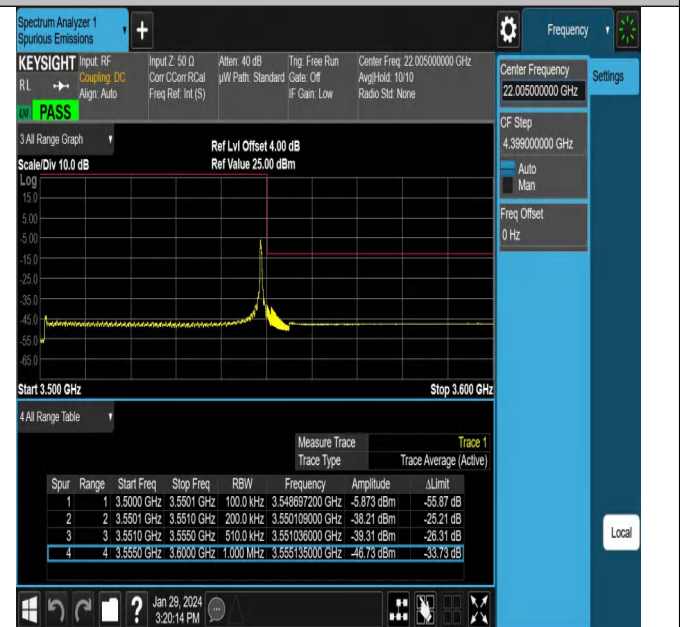 Spectrum Analyzer 1
Spurious Emissions
+
Frequency
KEYSIGHT
RL
PASS
Input: RF
Coupling: DC
Align: Auto
Input Z: 50 Ω
Corr CCorr RCal
Freq Ref: Int (S)
Atten: 40 dB
µW Path: Standard
Trig: Free Run
Gate: Off
IF Gain: Low
Center Freq: 22.005000000 GHz
Avg|Hold: 10/10
Radio Std: None
Center Frequency
22.005000000 GHz
Settings
CF Step
4.399000000 GHz
Auto
Man
Freq Offset
0 Hz
3 All Range Graph
Scale/Div 10.0 dB
Ref Lvl Offset 4.00 dB
Ref Value 25.00 dBm
Log
15.0
5.00
-5.00
-15.0
-25.0
-35.0
-45.0
-55.0
-65.0
Start 3.500 GHz
Stop 3.600 GHz
4 All Range Table
Measure Trace Trace 1
Trace Type Trace Average (Active)
Spur Range Start Freq Stop Freq RBW Frequency Amplitude ΔLimit
1 1 3.5000 GHz 3.5501 GHz 100.0 kHz 3.548697200 GHz -5.873 dBm -55.87 dB
2 2 3.5501 GHz 3.5510 GHz 200.0 kHz 3.550109000 GHz -38.21 dBm -25.21 dB
3 3 3.5510 GHz 3.5550 GHz 510.0 kHz 3.551036000 GHz -39.31 dBm -26.31 dB
4 4 3.5550 GHz 3.6000 GHz 1.000 MHz 3.555135000 GHz -46.73 dBm -33.73 dB
Local
?
Jan 29, 2024
3:20:14 PM